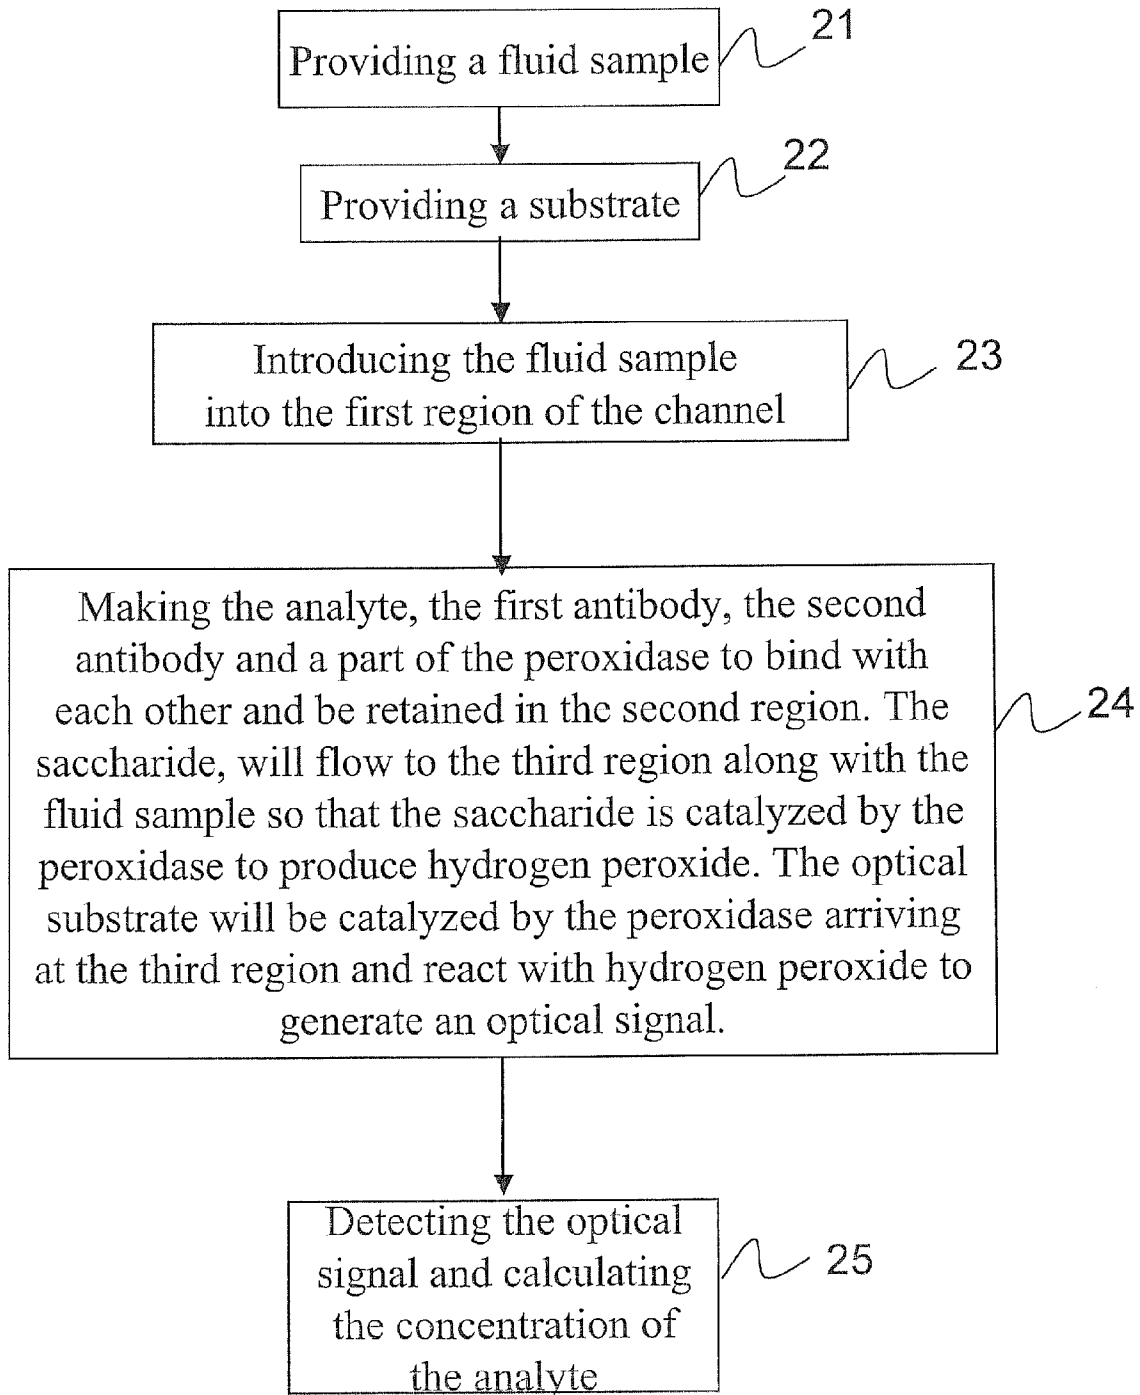 Providing a fluid sample
21
Providing a substrate
22
Introducing the fluid sample
into the first region of the channel
23
Making the analyte, the first antibody, the second
antibody and a part of the peroxidase to bind with
each other and be retained in the second region. The
saccharide, will flow to the third region along with the
fluid sample so that the saccharide is catalyzed by the
peroxidase to produce hydrogen peroxide. The optical
substrate will be catalyzed by the peroxidase arriving
at the third region and react with hydrogen peroxide to
generate an optical signal.
24
Detecting the optical
signal and calculating
the concentration of
the analyte
25